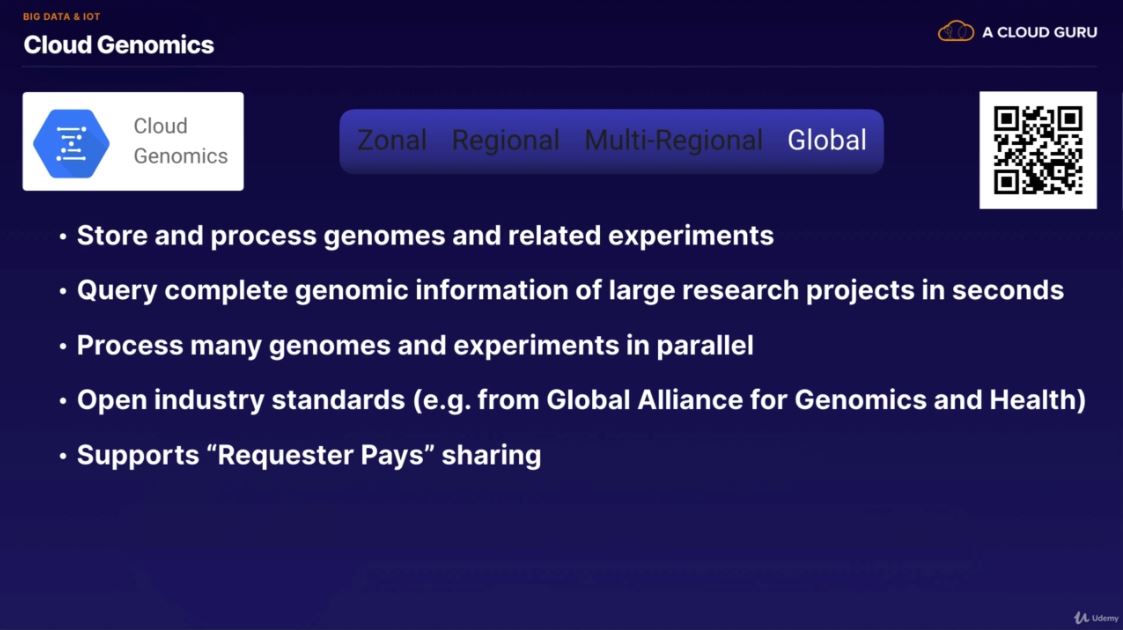 BIG DATA & IOT
Cloud Genomics
A CLOUD GURU
Cloud
Genomics
Zonal Regional Multi-Regional Global
• Store and process genomes and related experiments
• Query complete genomic information of large research projects in seconds
• Process many genomes and experiments in parallel
• Open industry standards (e.g. from Global Alliance for Genomics and Health)
• Supports “Requester Pays” sharing
Udemy